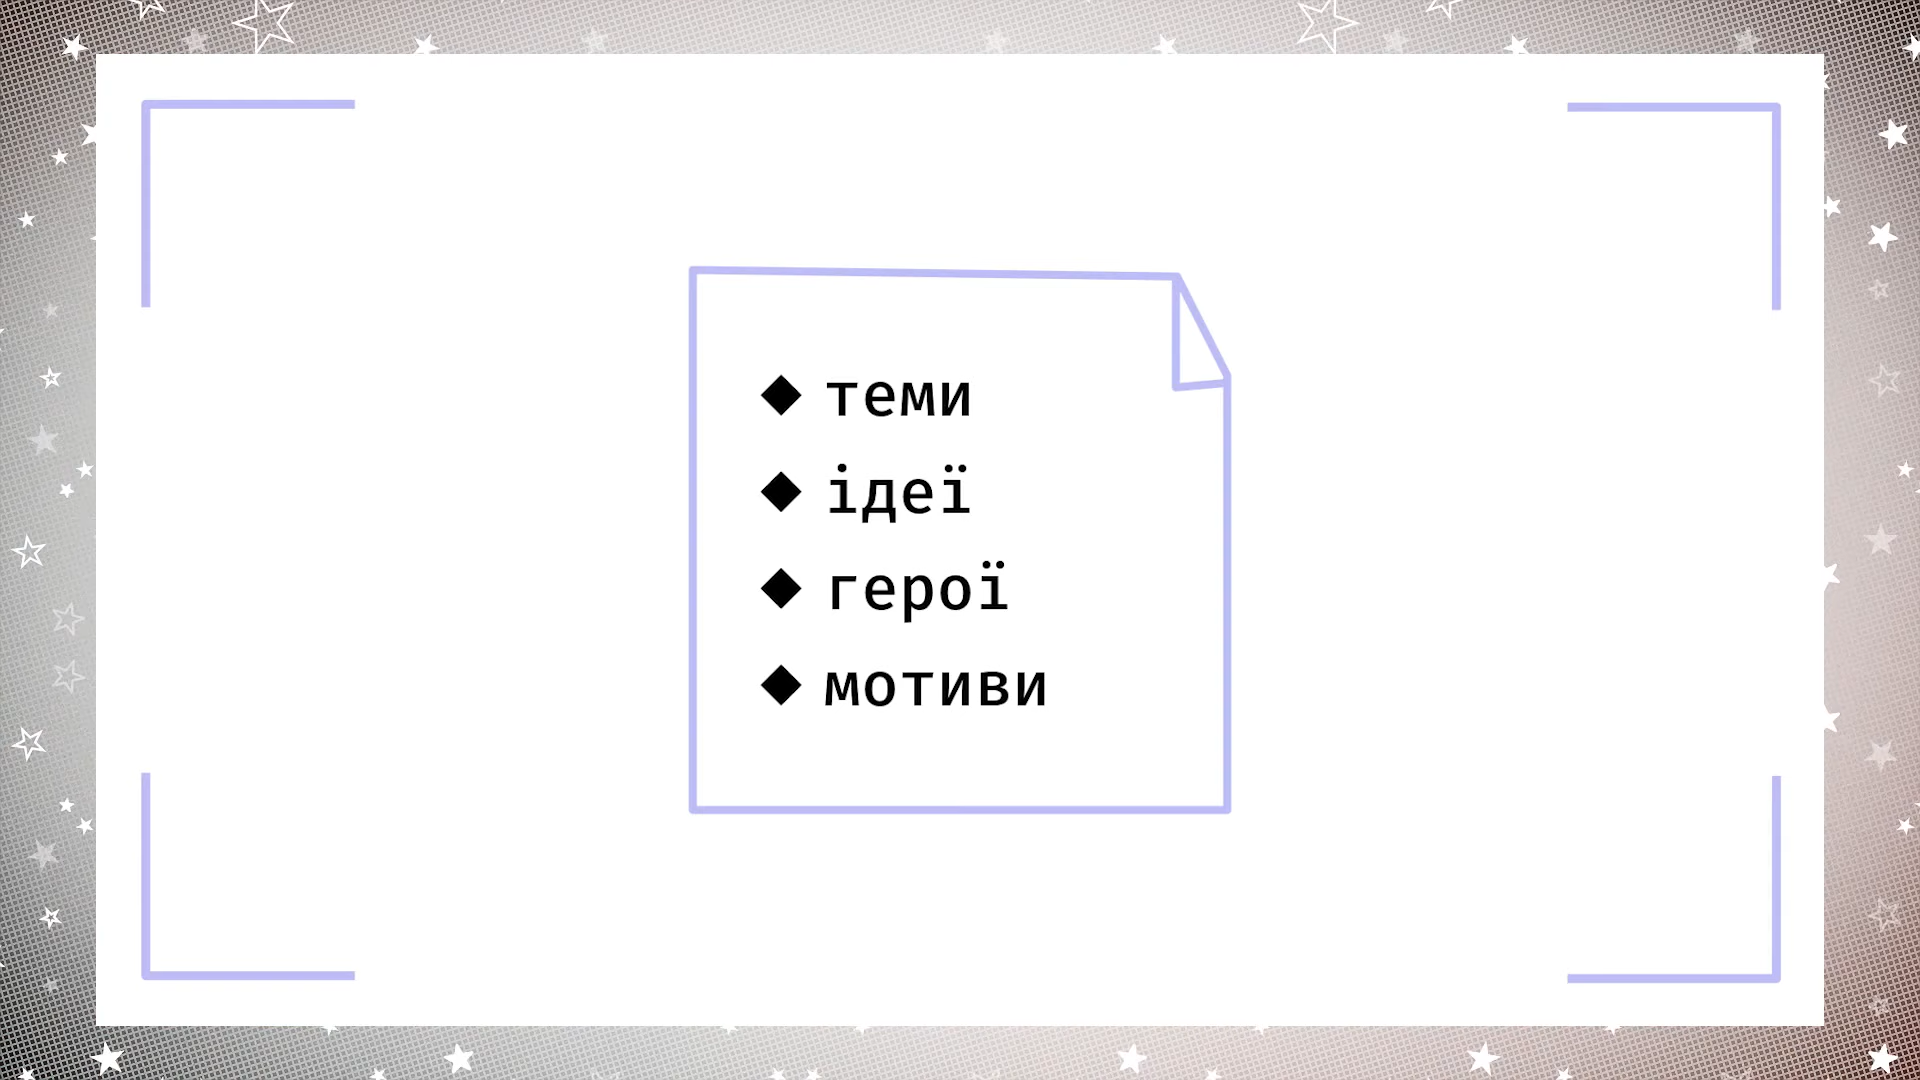 ◆ теми
◆ ідеї
◆ герої
◆ мотиви